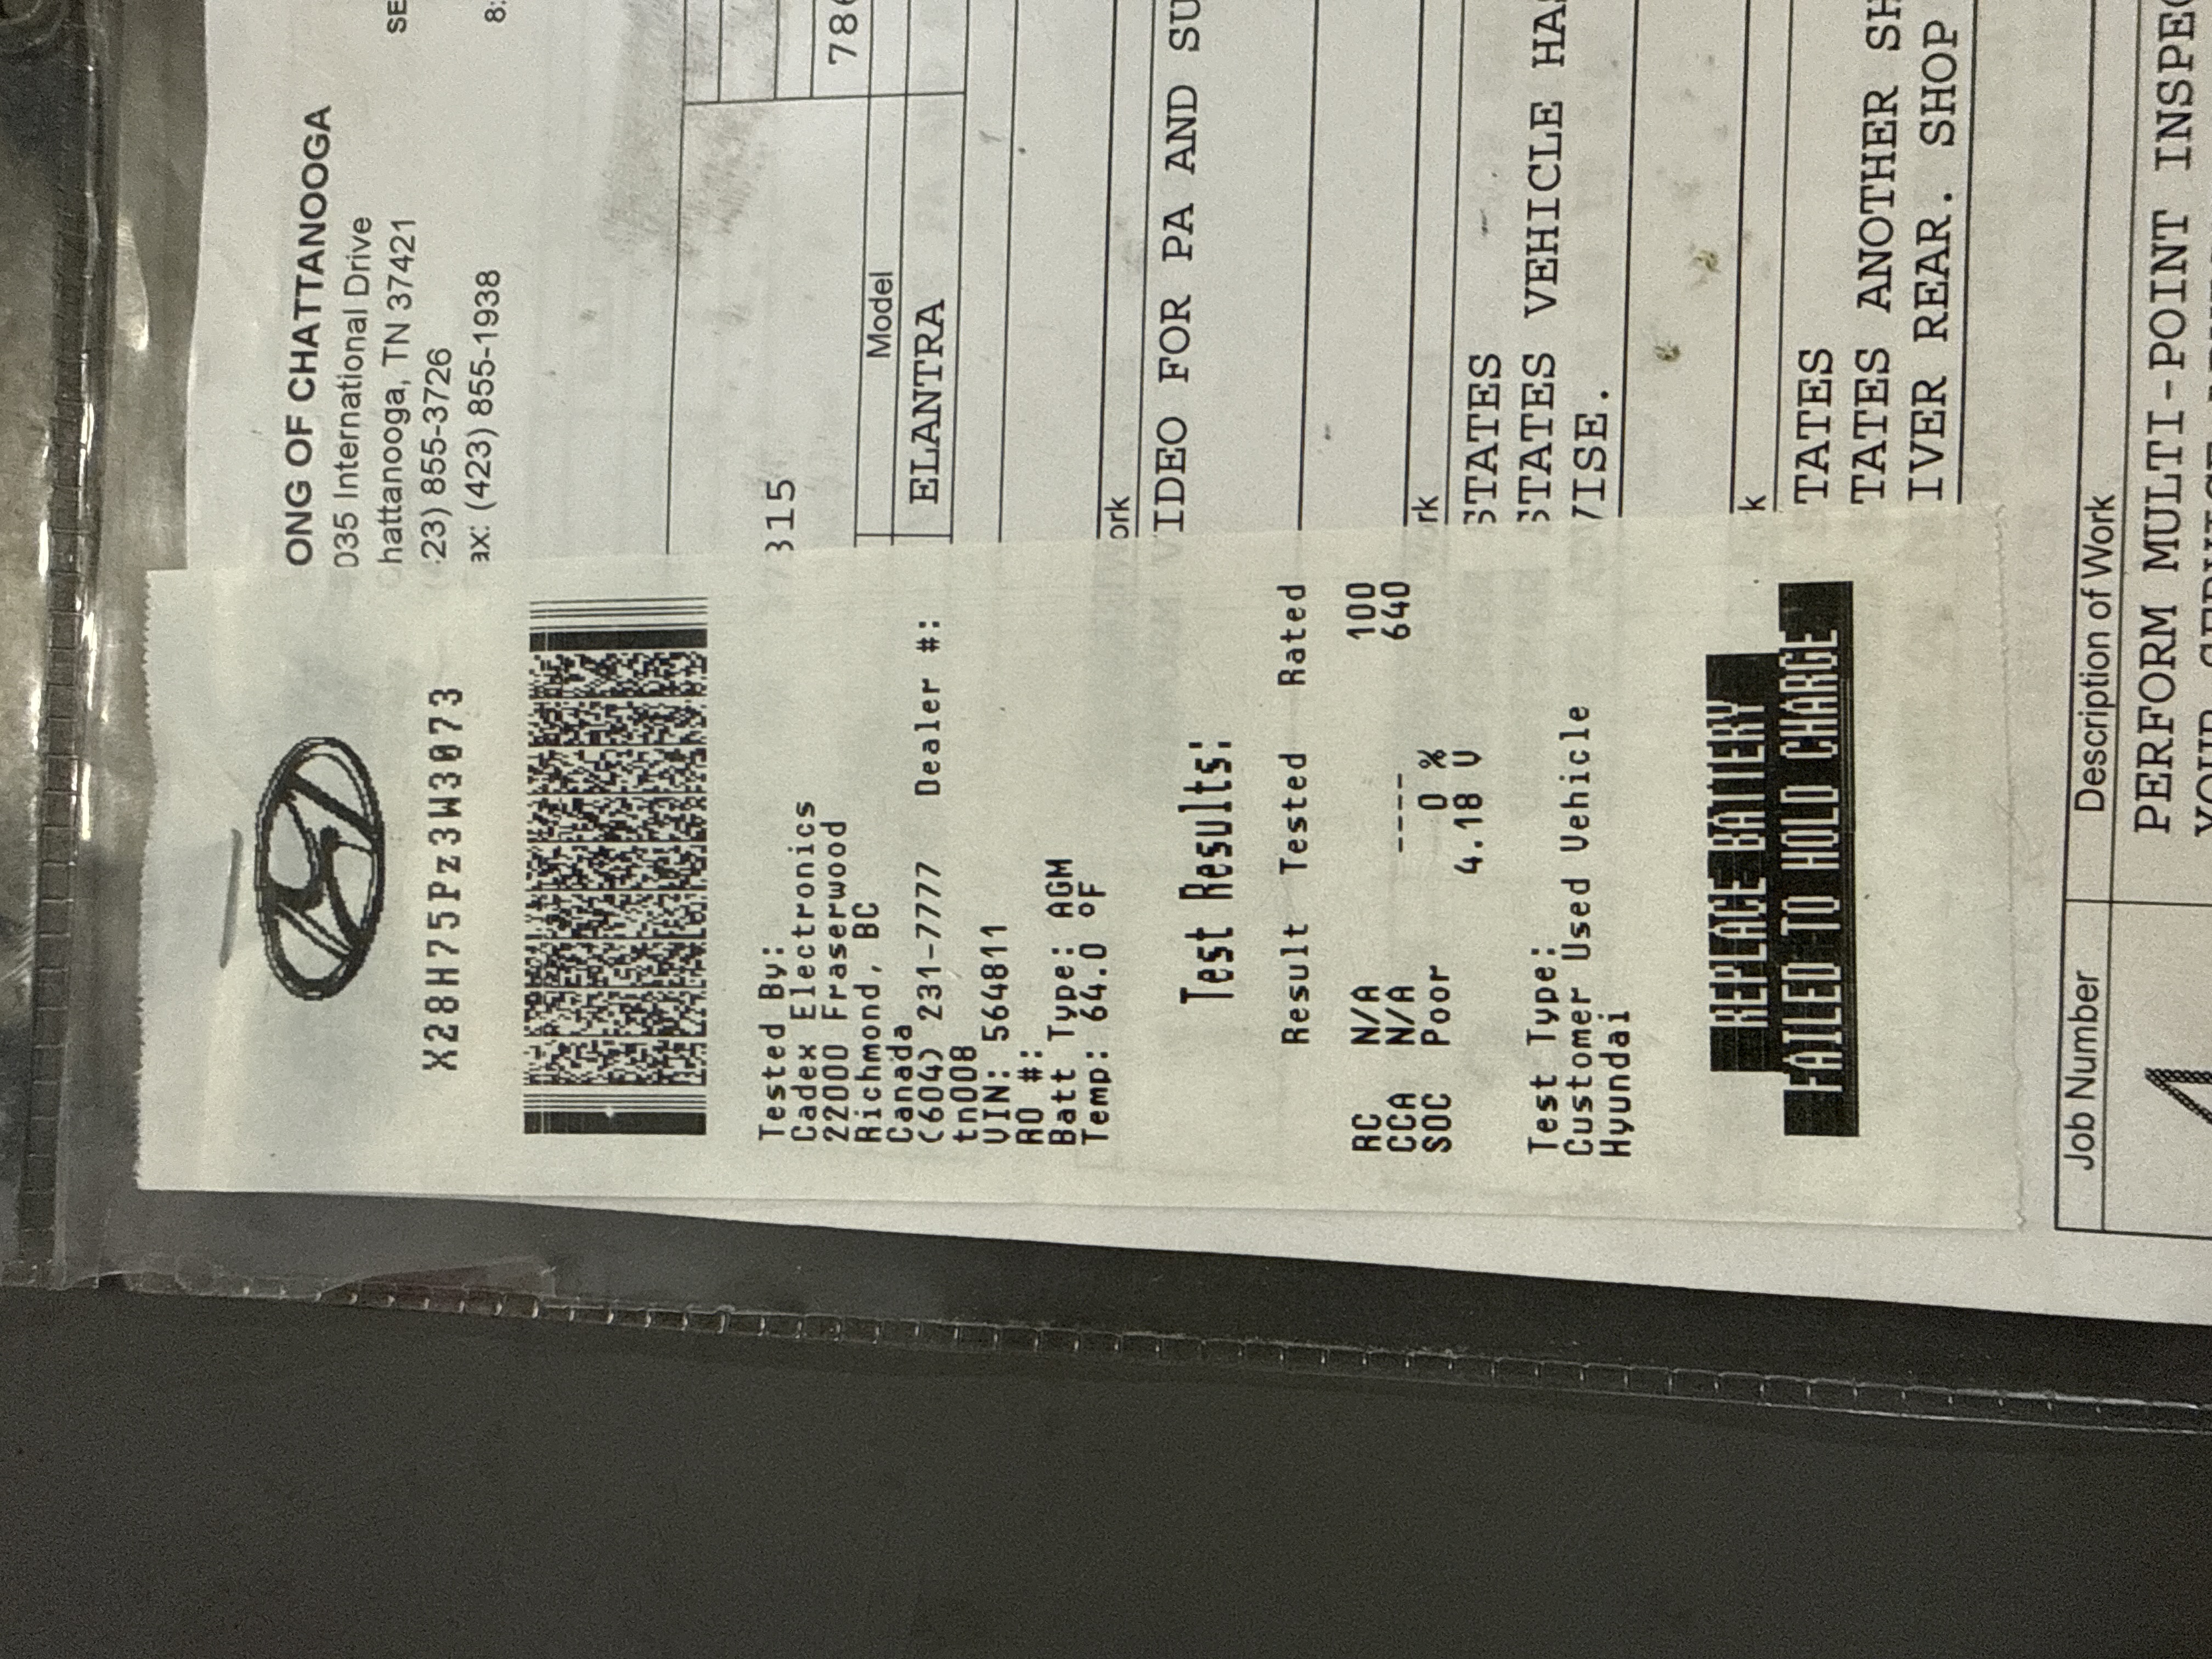 ONG OF CHATTANOOGA
035 International Drive
hattanooga, TN 37421
23) 855-3726
ax: (423) 855-1938
SE
8:
315
786
Model
ELANTRA
ork
IDEO FOR PA AND SU
rk
STATES
STATES VEHICLE HAS
VISE.
k
TATES
TATES ANOTHER SH
IVER REAR. SHOP
Job Number
Description of Work
PERFORM MULTI-POINT INSPEC
X28H75Pz3W3073
Tested By:
Cadex Electronics
22000 Fraserwood
Richmond, BC
Canada
(604) 231-7777 Dealer #:
tn008
VIN: 564811
RO #:
Batt Type: AGM
Temp: 64.0 °F
Test Results:
Result Tested Rated
RC N/A 100
CCA N/A ---- 640
SOC Poor 0 %
4.18 V
Test Type:
Customer Used Vehicle
Hyundai
REPLACE BATTERY
FAILED TO HOLD CHARGE